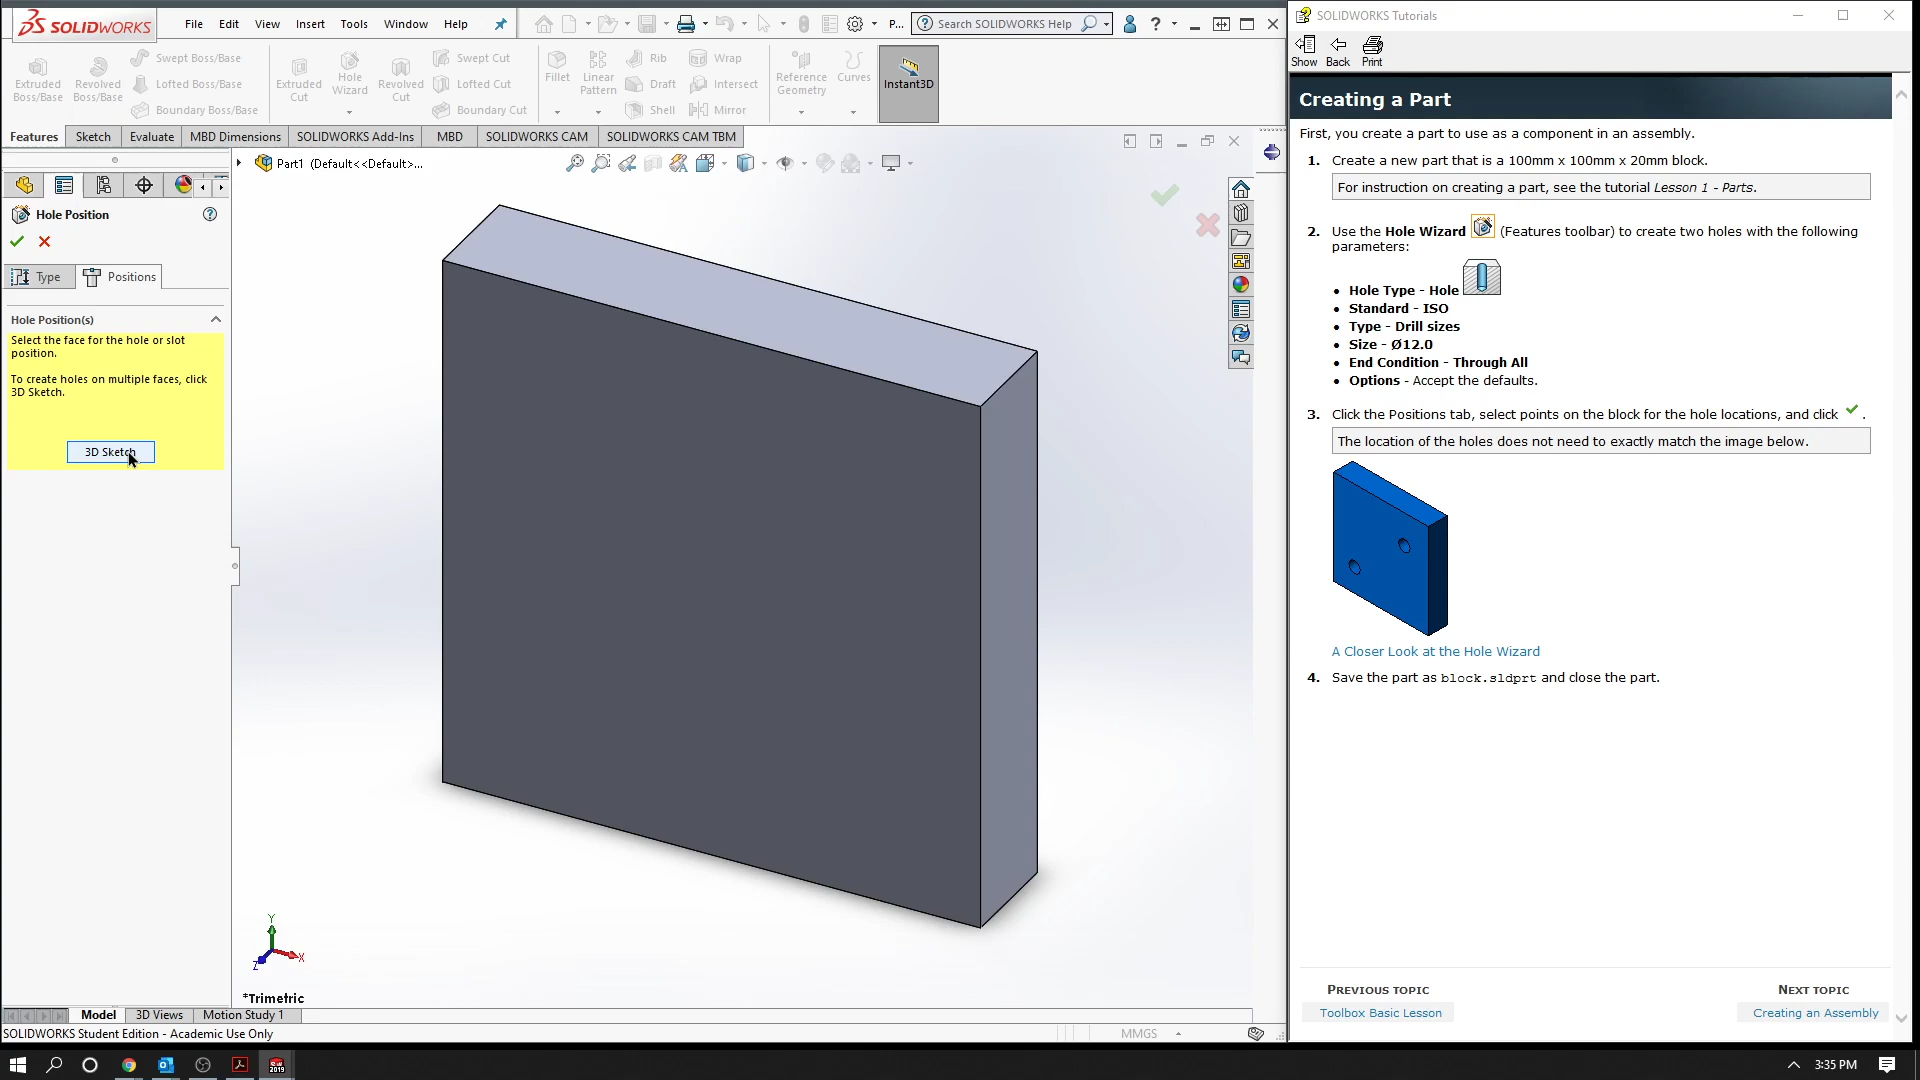 SOLIDWORKS
File Edit View Insert Tools Window Help
P...
Search SOLIDWORKS Help
Extruded Boss/Base
Revolved Boss/Base
Swept Boss/Base
Lofted Boss/Base
Boundary Boss/Base
Extruded Cut
Hole Wizard
Revolved Cut
Swept Cut
Lofted Cut
Boundary Cut
Fillet
Linear Pattern
Rib
Draft
Shell
Wrap
Intersect
Mirror
Reference Geometry
Curves
Instant3D
Features Sketch Evaluate MBD Dimensions SOLIDWORKS Add-Ins MBD SOLIDWORKS CAM SOLIDWORKS CAM TBM
Part1 (Default<<Default>...
Hole Position
Type Positions
Hole Position(s)
Select the face for the hole or slot
position.
To create holes on multiple faces, click
3D Sketch.
3D Sketch
Y
X
Z
*Trimetric
Model 3D Views Motion Study 1
SOLIDWORKS Student Edition - Academic Use Only
MMGS
SOLIDWORKS Tutorials
Show Back Print
Creating a Part
First, you create a part to use as a component in an assembly.
1. Create a new part that is a 100mm x 100mm x 20mm block.
For instruction on creating a part, see the tutorial Lesson 1 - Parts.
2. Use the Hole Wizard (Features toolbar) to create two holes with the following
parameters:
• Hole Type - Hole
• Standard - ISO
• Type - Drill sizes
• Size - Ø12.0
• End Condition - Through All
• Options - Accept the defaults.
3. Click the Positions tab, select points on the block for the hole locations, and click .
The location of the holes does not need to exactly match the image below.
A Closer Look at the Hole Wizard
4. Save the part as block.sldprt and close the part.
PREVIOUS TOPIC
Toolbox Basic Lesson
NEXT TOPIC
Creating an Assembly
3:35 PM